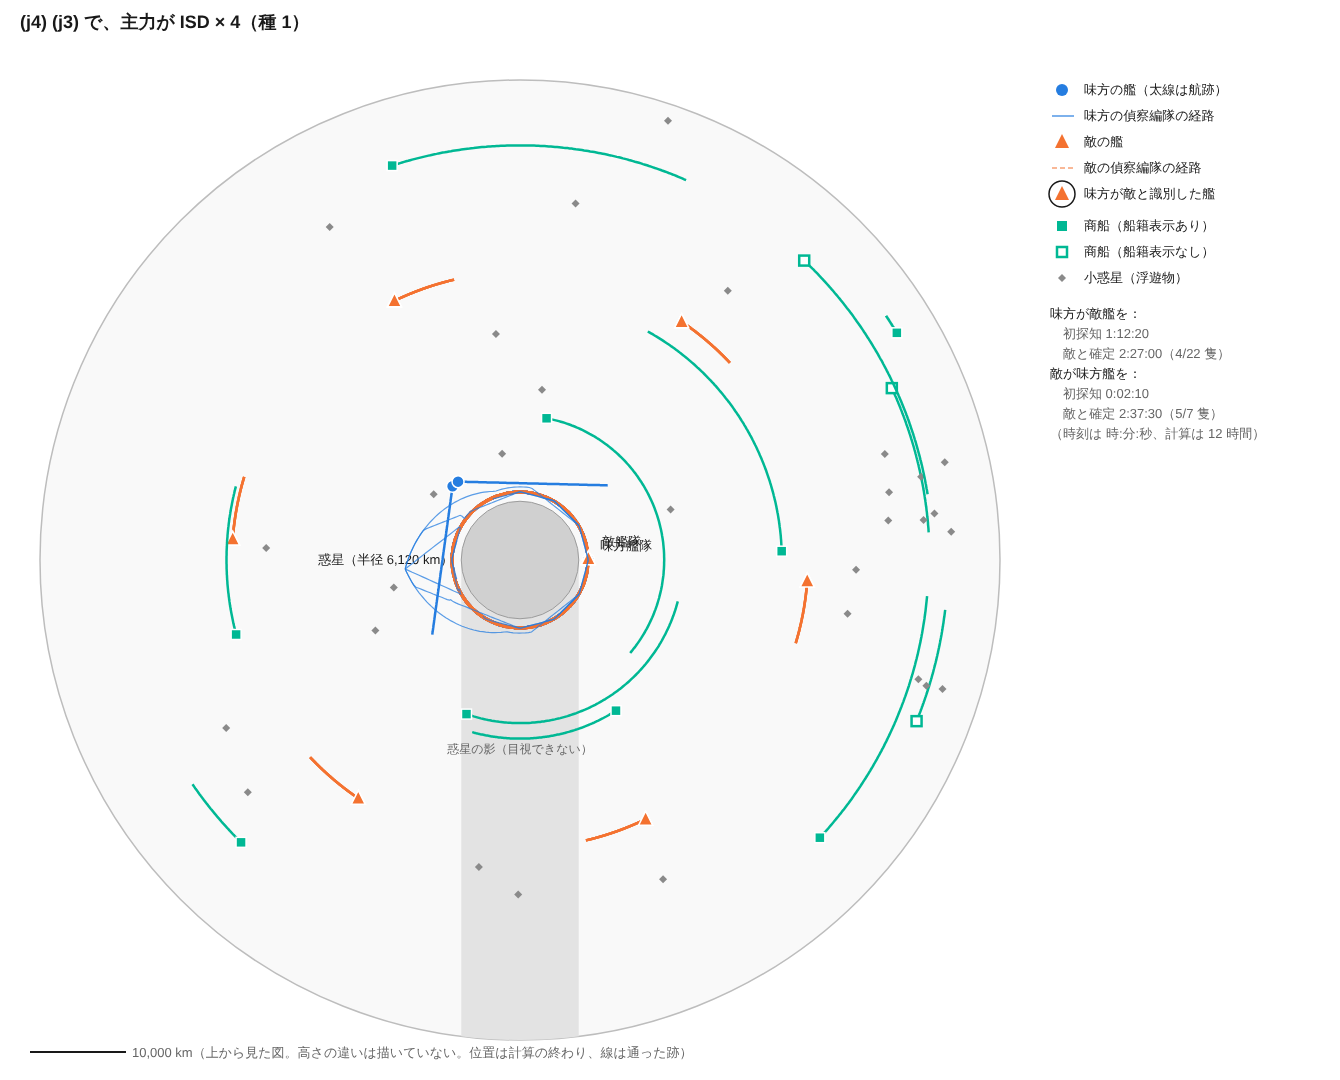 (j4) (j3) で、主力が ISD × 4（種 1）
味方の艦（太線は航跡）
味方の偵察編隊の経路
敵の艦
敵の偵察編隊の経路
味方が敵と識別した艦
商船（船籍表示あり）
商船（船籍表示なし）
小惑星（浮遊物）
味方が敵艦を：
初探知 1:12:20
敵と確定 2:27:00（4/22 隻）
敵が味方艦を：
初探知 0:02:10
敵と確定 2:37:30（5/7 隻）
（時刻は 時:分:秒、計算は 12 時間）
敵艦隊
味方艦隊
惑星（半径 6,120 km）
惑星の影（目視できない）
10,000 km（上から見た図。高さの違いは描いていない。位置は計算の終わり、線は通った跡）